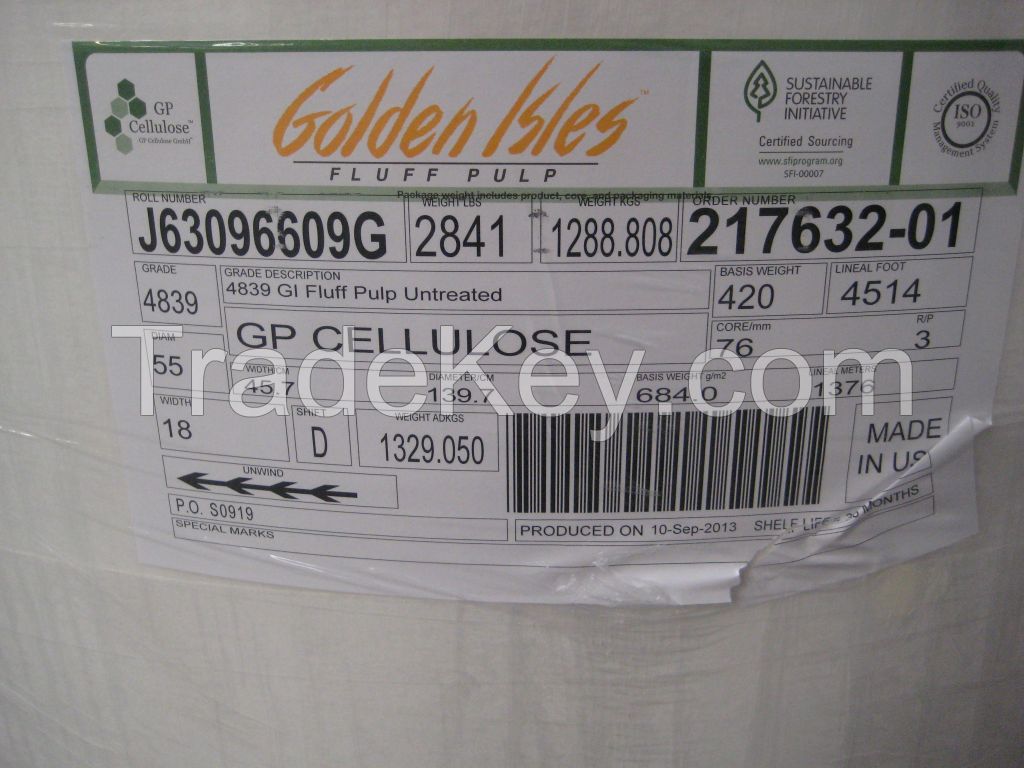 GP
Cellulose™
GP Cellulose GmbH
Golden Isles™
FLUFF PULP
SUSTAINABLE
FORESTRY
INITIATIVE
Certified Sourcing
www.sfiprogram.org
SFI-00007
Certified Quality
ISO
9001
Management System
Package weight includes product, core, and packaging materials
ROLL NUMBER WEIGHT LBS WEIGHT KGS ORDER NUMBER
J63096609G 2841 1288.808 217632-01
GRADE GRADE DESCRIPTION BASIS WEIGHT LINEAL FOOT
4839 4839 GI Fluff Pulp Untreated 420 4514
DIAM GP CELLULOSE CORE/mm R/P
55 76 3
WIDTH/CM DIAMETER/CM BASIS WEIGHT g/m2 LINEAL METERS
45.7 139.7 684.0 1376
WIDTH SHIFT WEIGHT ADKGS
18 D 1329.050
MADE
IN US
UNWIND
P.O. S0919
SPECIAL MARKS
PRODUCED ON 10-Sep-2013 SHELF LIFE MONTHS
TradeKey.com